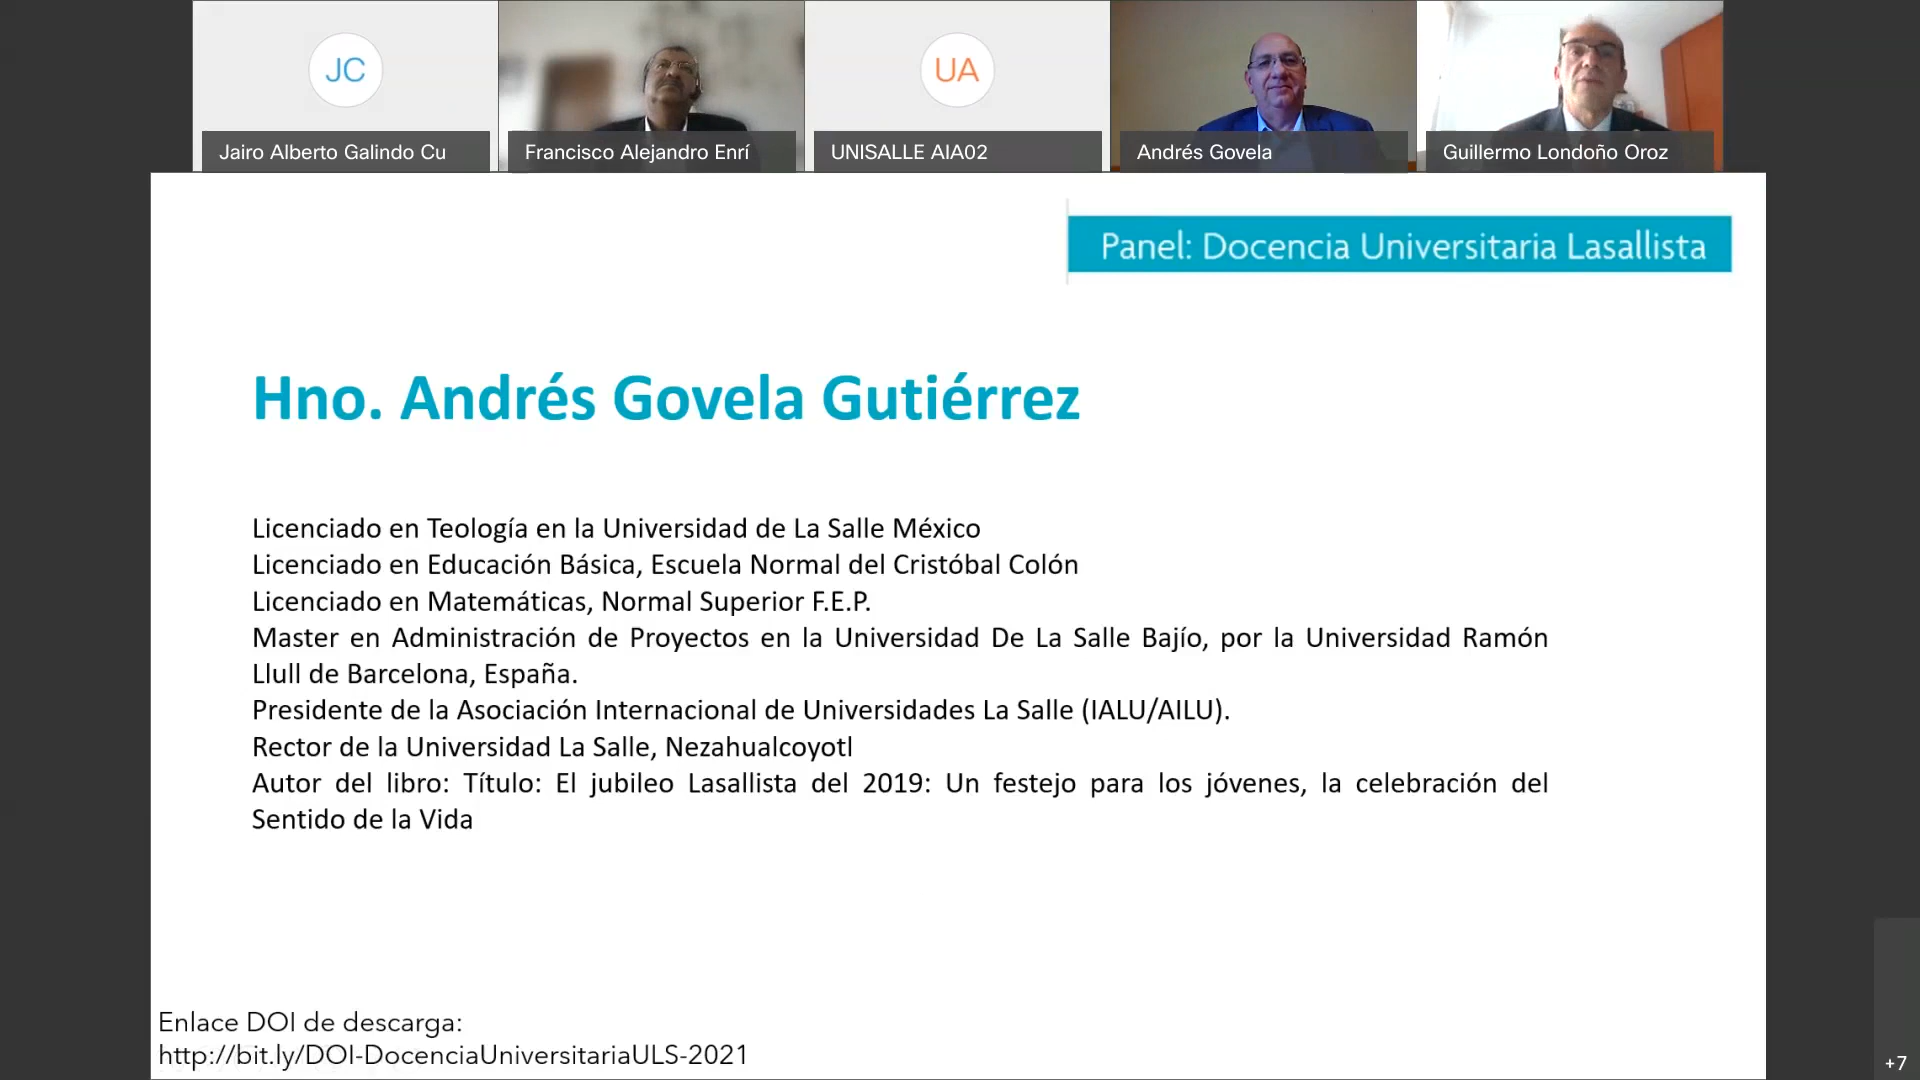 JC
UA
Jairo Alberto Galindo Cu
Francisco Alejandro Enrí
UNISALLE AIA02
Andrés Govela
Guillermo Londoño Oroz
Panel: Docencia Universitaria Lasallista
Hno. Andrés Govela Gutiérrez
Licenciado en Teología en la Universidad de La Salle México
Licenciado en Educación Básica, Escuela Normal del Cristóbal Colón
Licenciado en Matemáticas, Normal Superior F.E.P.
Master en Administración de Proyectos en la Universidad De La Salle Bajío, por la Universidad Ramón
Llull de Barcelona, España.
Presidente de la Asociación Internacional de Universidades La Salle (IALU/AILU).
Rector de la Universidad La Salle, Nezahualcoyotl
Autor del libro: Título: El jubileo Lasallista del 2019: Un festejo para los jóvenes, la celebración del
Sentido de la Vida
Enlace DOI de descarga:
http://bit.ly/DOI-DocenciaUniversitariaULS-2021
+7